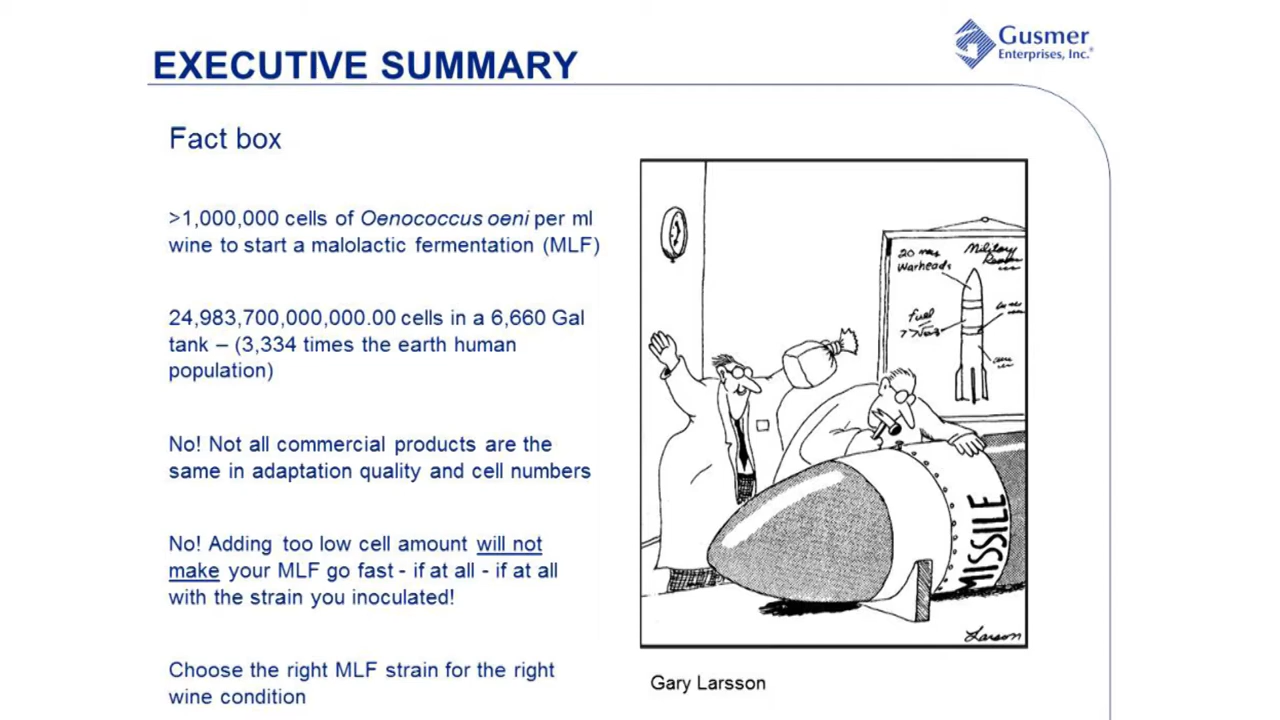 EXECUTIVE SUMMARY
Gusmer
Enterprises, Inc.®
Fact box
>1,000,000 cells of Oenococcus oeni per ml
wine to start a malolactic fermentation (MLF)
24,983,700,000,000.00 cells in a 6,660 Gal
tank – (3,334 times the earth human
population)
No! Not all commercial products are the
same in adaptation quality and cell numbers
No! Adding too low cell amount will not
make your MLF go fast - if at all - if at all
with the strain you inoculated!
Choose the right MLF strain for the right
wine condition
20
Warheads
Military
Fuel
MISSILE
Larson
Gary Larsson